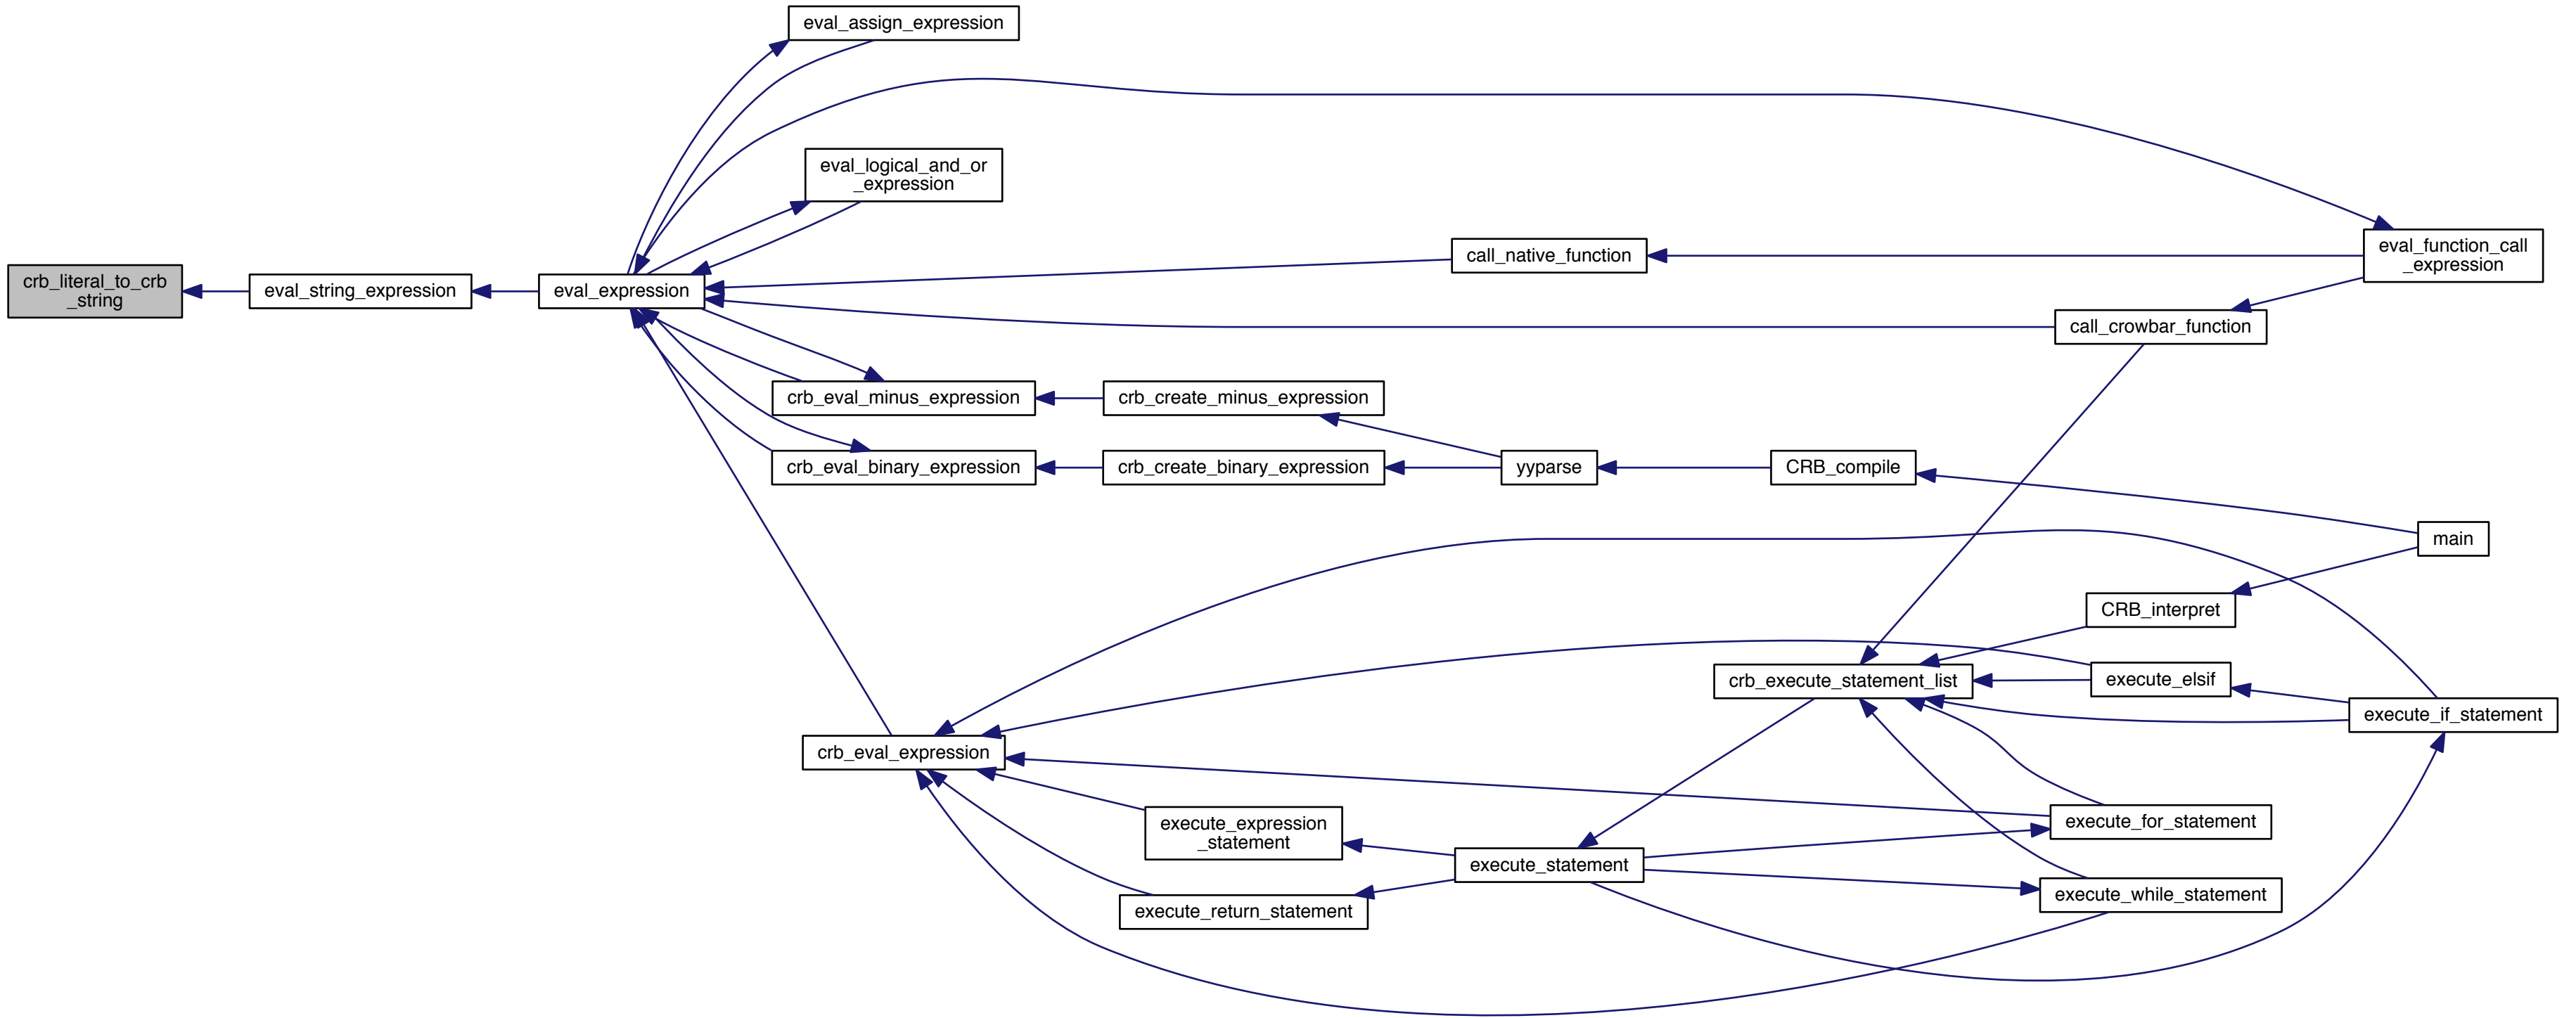 eval_assign_expression
eval_logical_and_or
_expression
eval_function_call
_expression
call_native_function
crb_literal_to_crb
_string
eval_string_expression
eval_expression
call_crowbar_function
crb_eval_minus_expression
crb_create_minus_expression
crb_eval_binary_expression
crb_create_binary_expression
yyparse
CRB_compile
main
CRB_interpret
crb_execute_statement_list
execute_elsif
execute_if_statement
crb_eval_expression
execute_expression
_statement
execute_for_statement
execute_statement
execute_while_statement
execute_return_statement